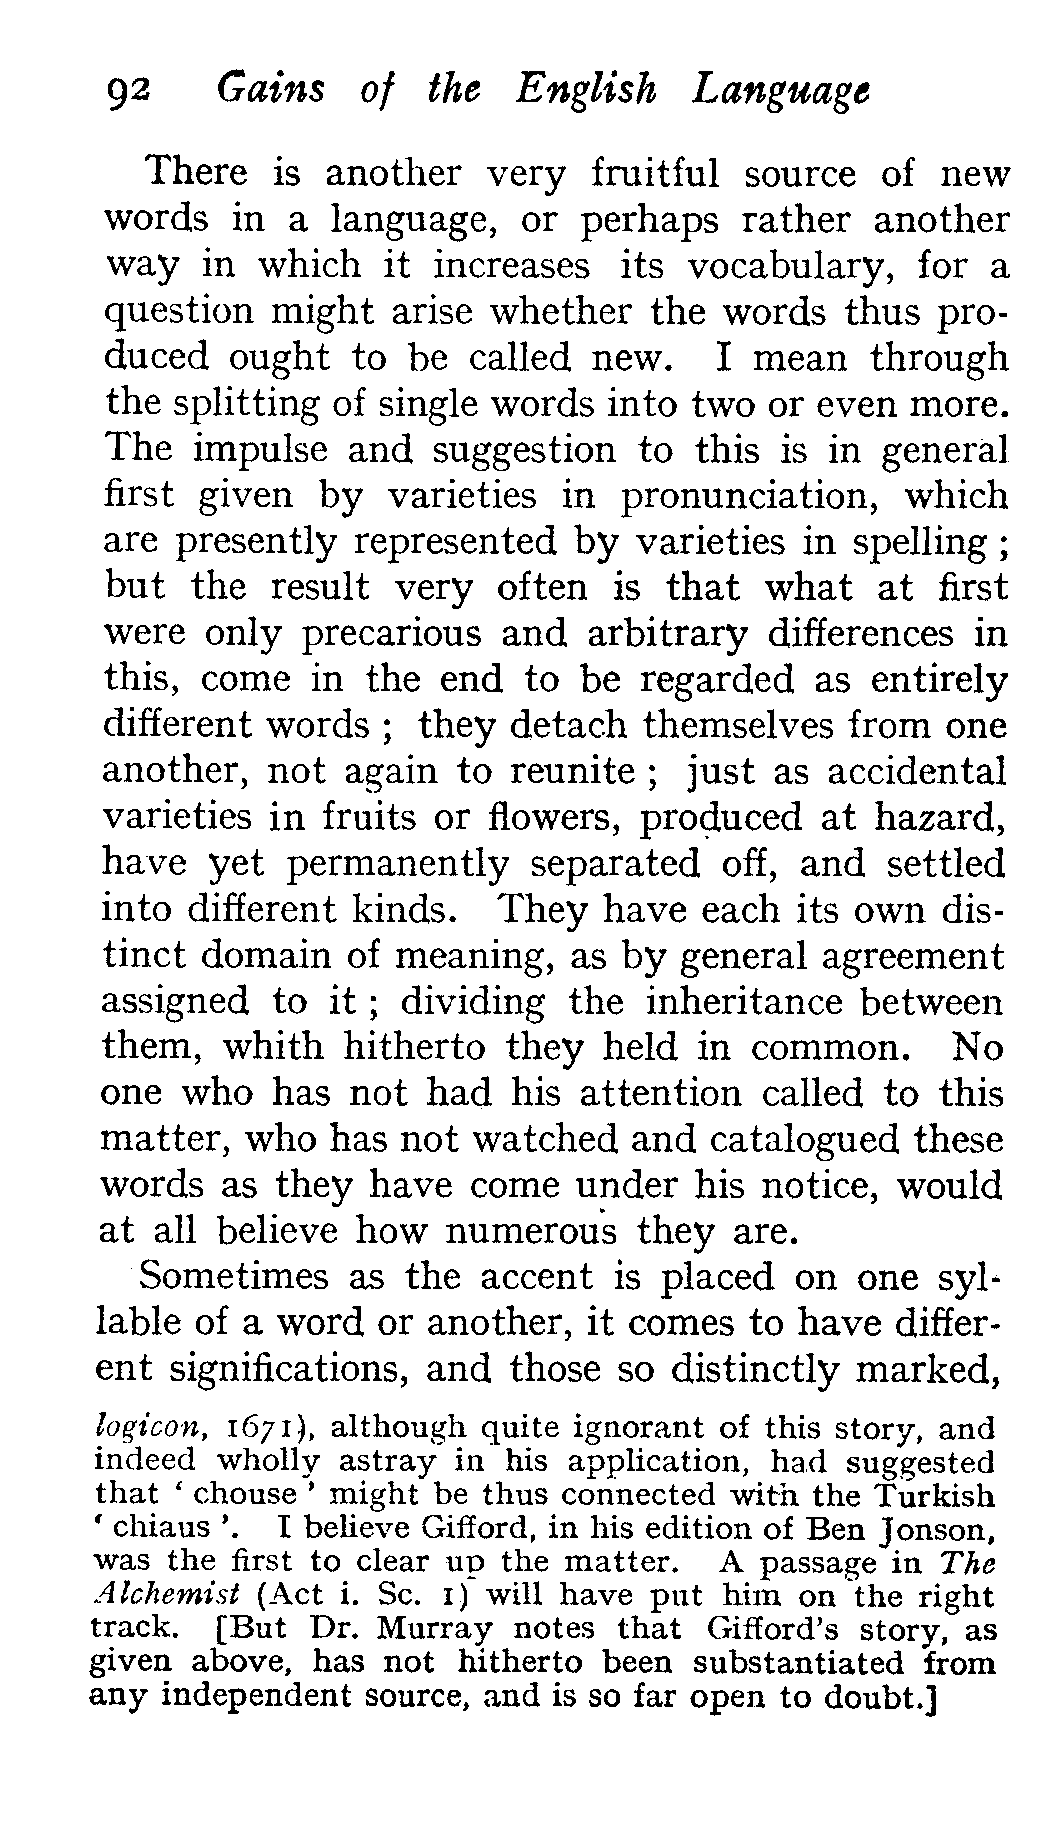 92 Gains of the English Language
There is another very fruitful source of new
words in a language, or perhaps rather another
way in which it increases its vocabulary, for a
question might arise whether the words thus pro-
duced ought to be called new. I mean through
the splitting of single words into two or even more.
The impulse and suggestion to this is in general
first given by varieties in pronunciation, which
are presently represented by varieties in spelling ;
but the result very often is that what at first
were only precarious and arbitrary differences in
this, come in the end to be regarded as entirely
different words ; they detach themselves from one
another, not again to reunite ; just as accidental
varieties in fruits or flowers, produced at hazard,
have yet permanently separated off, and settled
into different kinds. They have each its own dis-
tinct domain of meaning, as by general agreement
assigned to it ; dividing the inheritance between
them, whith hitherto they held in common. No
one who has not had his attention called to this
matter, who has not watched and catalogued these
words as they have come under his notice, would
at all believe how numerous they are.
Sometimes as the accent is placed on one syl-
lable of a word or another, it comes to have differ-
ent significations, and those so distinctly marked,
logicon, 1671), although quite ignorant of this story, and
indeed wholly astray in his application, had suggested
that ‘ chouse ’ might be thus connected with the Turkish
‘ chiaus ’. I believe Gifford, in his edition of Ben Jonson,
was the first to clear up the matter. A passage in The
Alchemist (Act i. Sc. 1) will have put him on the right
track. [But Dr. Murray notes that Gifford's story, as
given above, has not hitherto been substantiated from
any independent source, and is so far open to doubt.]